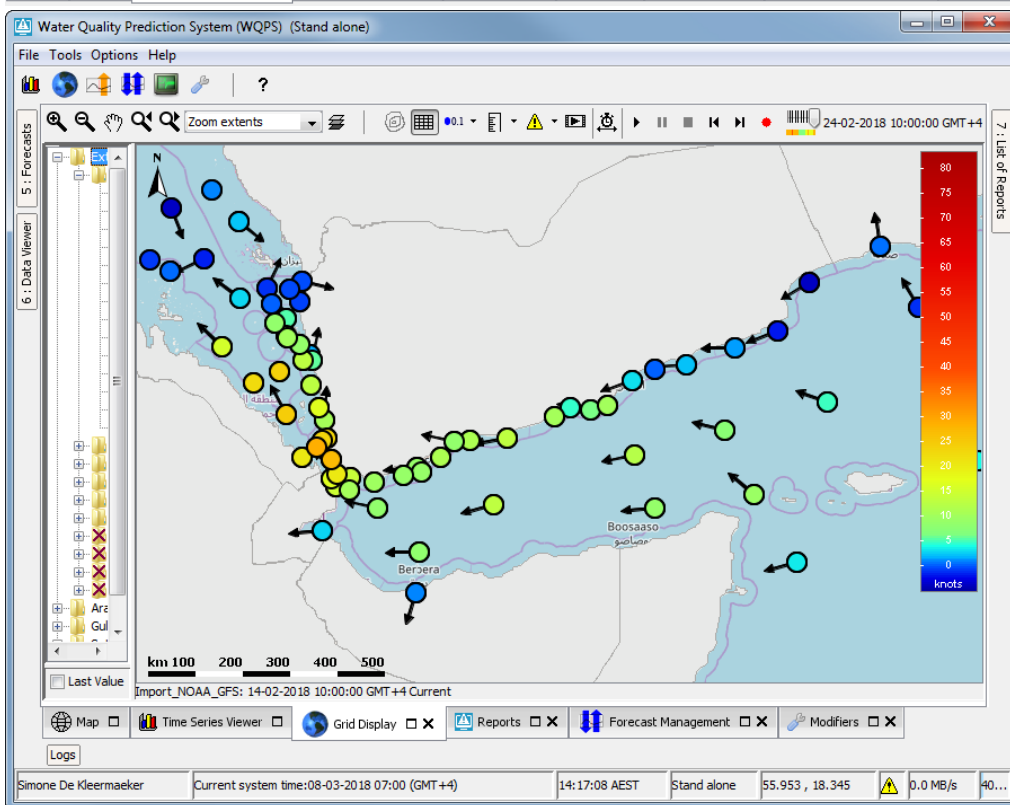 Water Quality Prediction System (WQPS) (Stand alone)
File Tools Options Help
?
Zoom extents
0.1
24-02-2018 10:00:00 GMT+4
5 : Forecasts
6 : Data Viewer
7 : List of Reports
Ext
Ara
Gul
Last Value
N
80
75
70
65
60
55
50
45
40
35
30
25
20
15
10
5
0
knots
Boosaaso
بوصاصو
Berbera
km 100 200 300 400 500
Import_NOAA_GFS: 14-02-2018 10:00:00 GMT+4 Current
Map
Time Series Viewer
Grid Display
Reports
Forecast Management
Modifiers
Logs
Simone De Kleermaeker
Current system time:08-03-2018 07:00 (GMT+4)
14:17:08 AEST
Stand alone
55.953 , 18.345
0.0 MB/s
40...